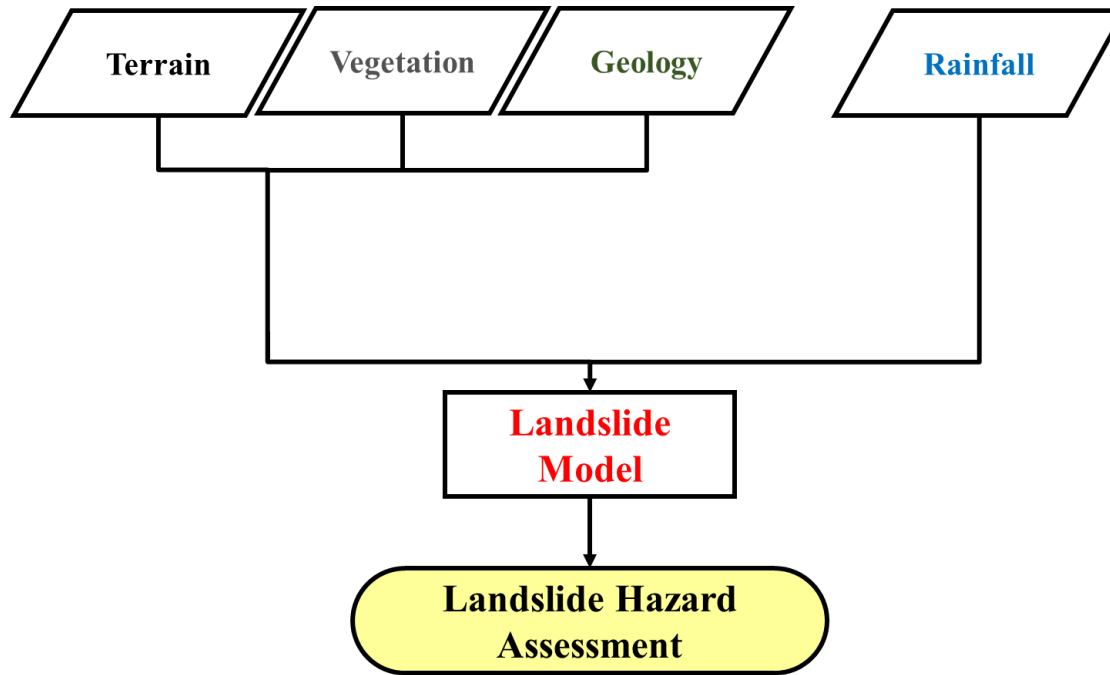 Terrain
Vegetation
Geology
Rainfall
Landslide
Model
Landslide Hazard
Assessment